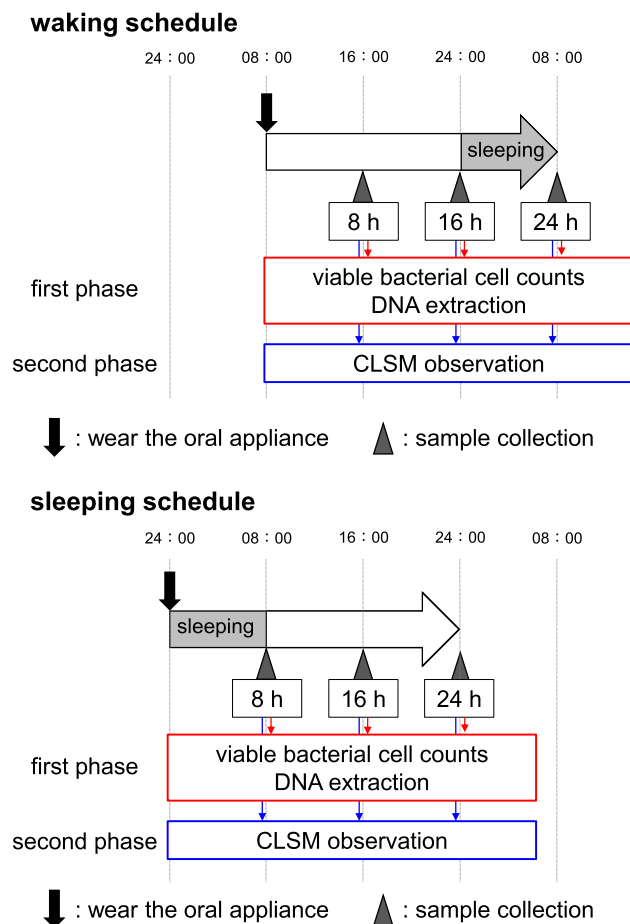 waking schedule
24：00 08：00 16：00 24：00 08：00
sleeping
8 h 16 h 24 h
first phase
viable bacterial cell counts
DNA extraction
second phase
CLSM observation
: wear the oral appliance : sample collection
sleeping schedule
24：00 08：00 16：00 24：00 08：00
sleeping
8 h 16 h 24 h
first phase
viable bacterial cell counts
DNA extraction
second phase
CLSM observation
: wear the oral appliance : sample collection